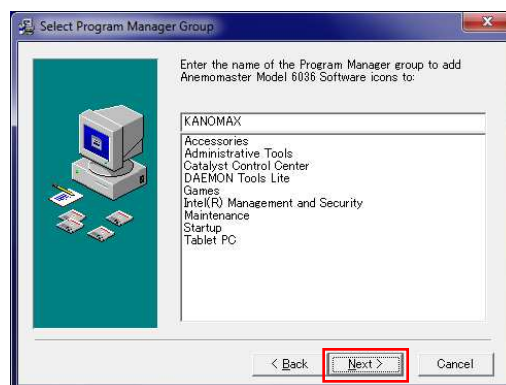 Select Program Manager Group
Enter the name of the Program Manager group to add
Anemomaster Model 6036 Software icons to:
KANOMAX
Accessories
Administrative Tools
Catalyst Control Center
DAEMON Tools Lite
Games
Intel(R) Management and Security
Maintenance
Startup
Tablet PC
< Back
Next >
Cancel